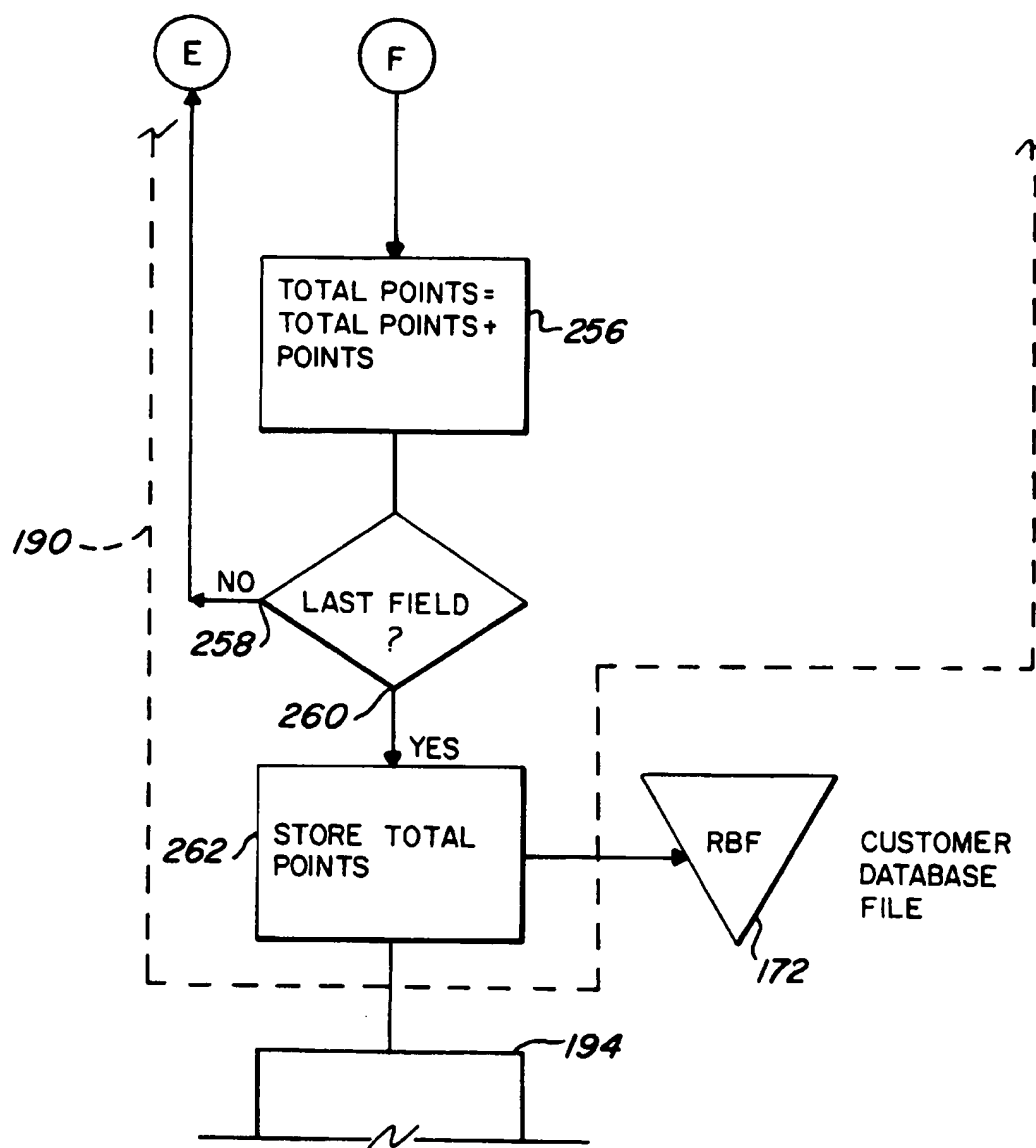 E
F
TOTAL POINTS=
TOTAL POINTS+
POINTS
256
190
NO
LAST FIELD
?
258
260
YES
262
STORE TOTAL
POINTS
RBF
CUSTOMER
DATABASE
FILE
172
194